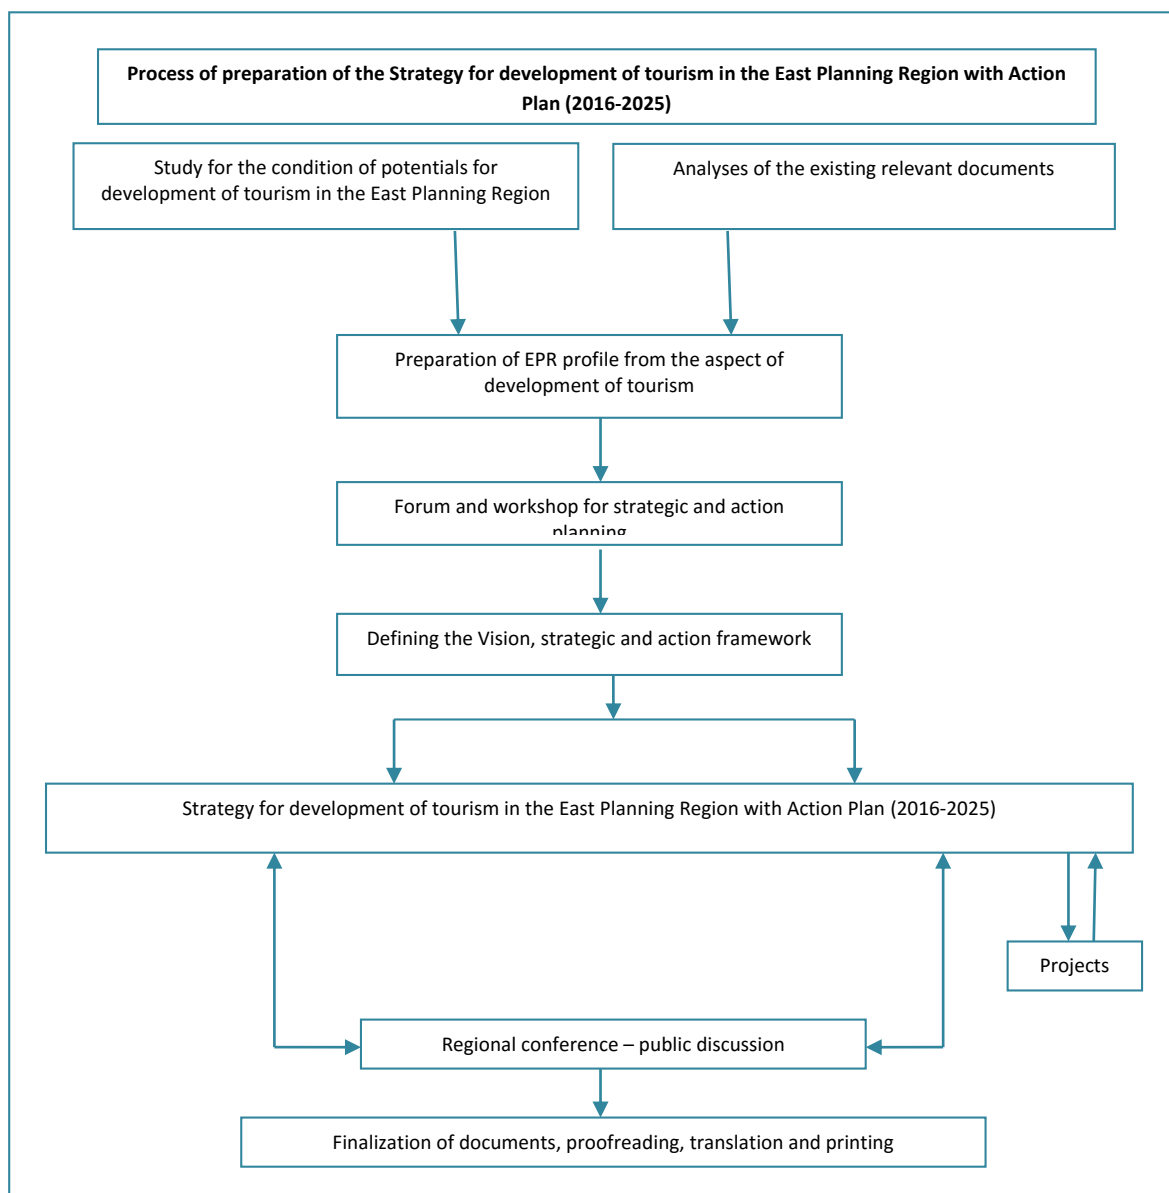 Process of preparation of the Strategy for development of tourism in the East Planning Region with Action
Plan (2016-2025)
Study for the condition of potentials for
development of tourism in the East Planning Region
Analyses of the existing relevant documents
Preparation of EPR profile from the aspect of
development of tourism
Forum and workshop for strategic and action
planning
Defining the Vision, strategic and action framework
Strategy for development of tourism in the East Planning Region with Action Plan (2016-2025)
Projects
Regional conference – public discussion
Finalization of documents, proofreading, translation and printing